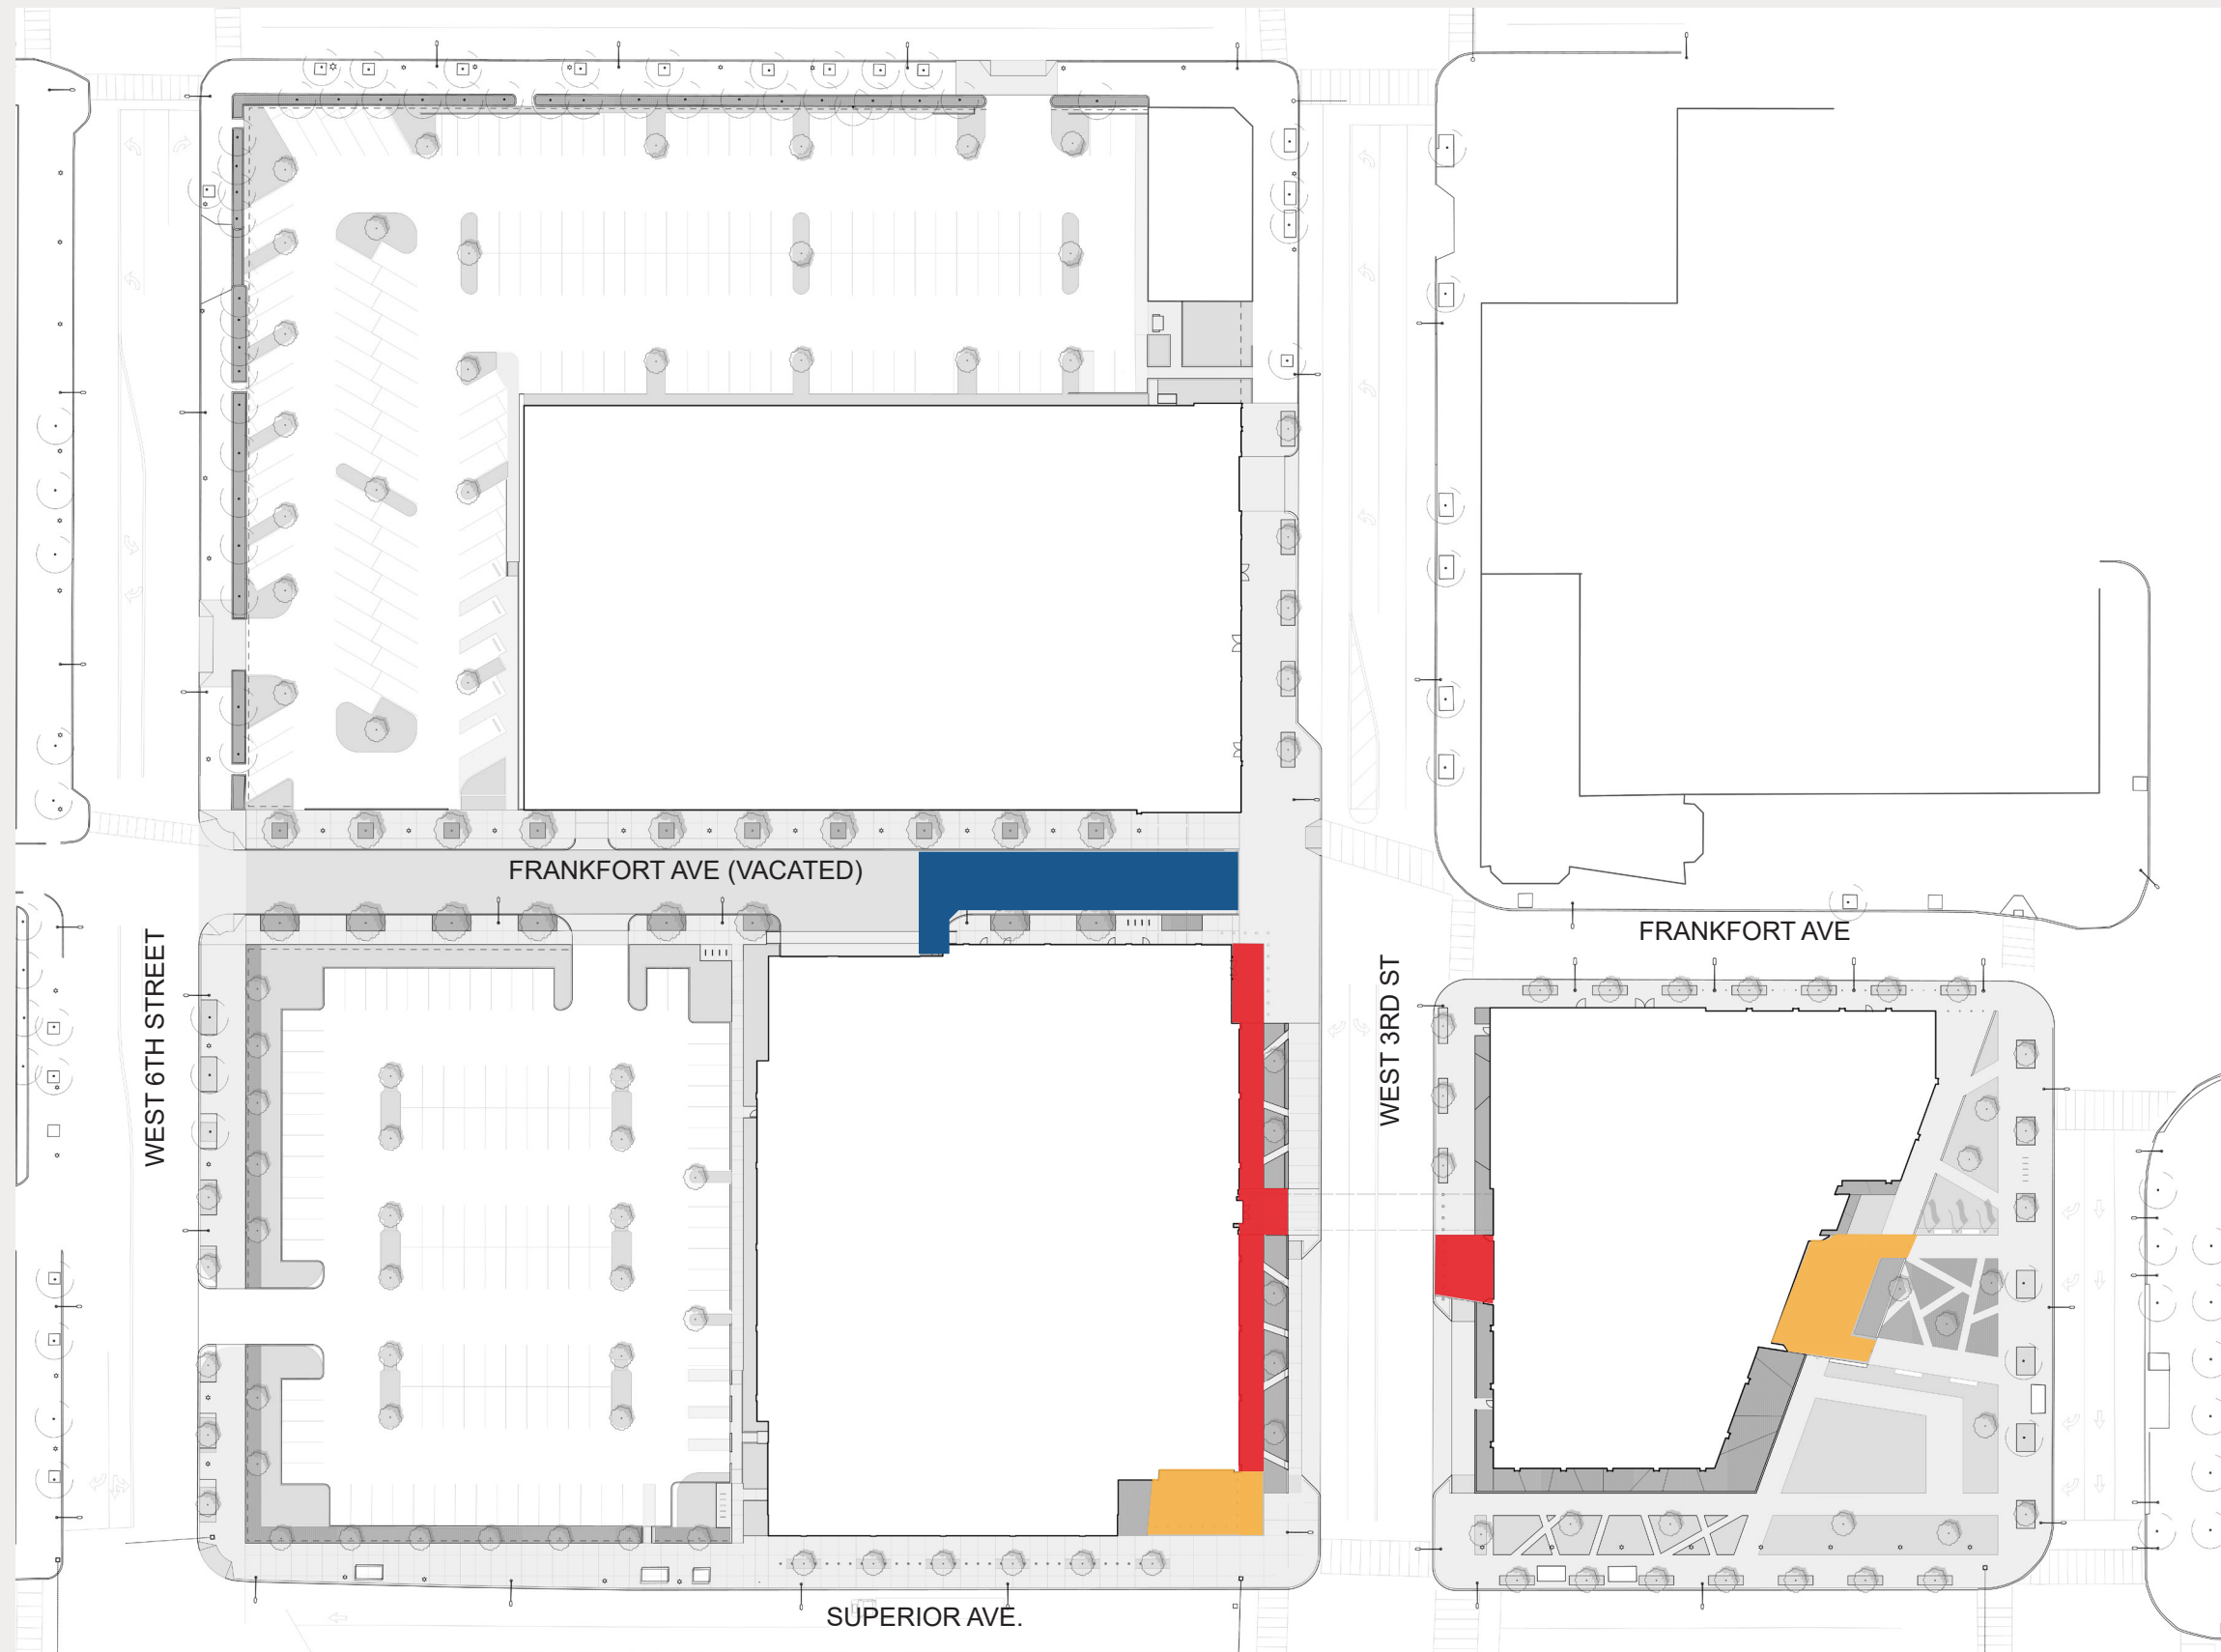 FRANKFORT AVE (VACATED)
FRANKFORT AVE
WEST 6TH STREET
WEST 3RD ST
SUPERIOR AVE.